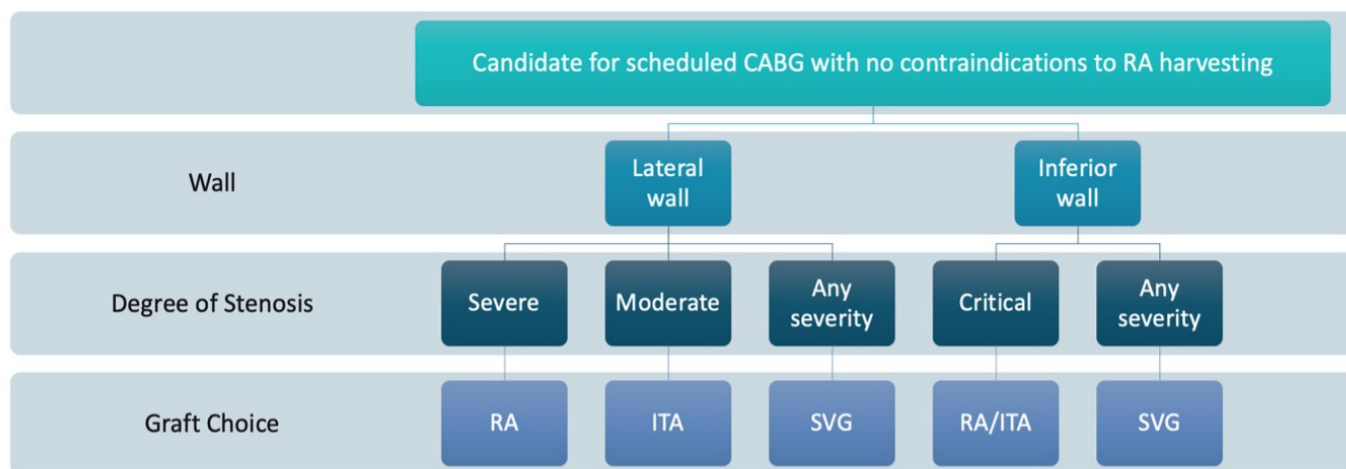 Candidate for scheduled CABG with no contraindications to RA harvesting
Wall
Lateral
wall
Inferior
wall
Degree of Stenosis
Severe
Moderate
Any
severity
Critical
Any
severity
Graft Choice
RA
ITA
SVG
RA/ITA
SVG